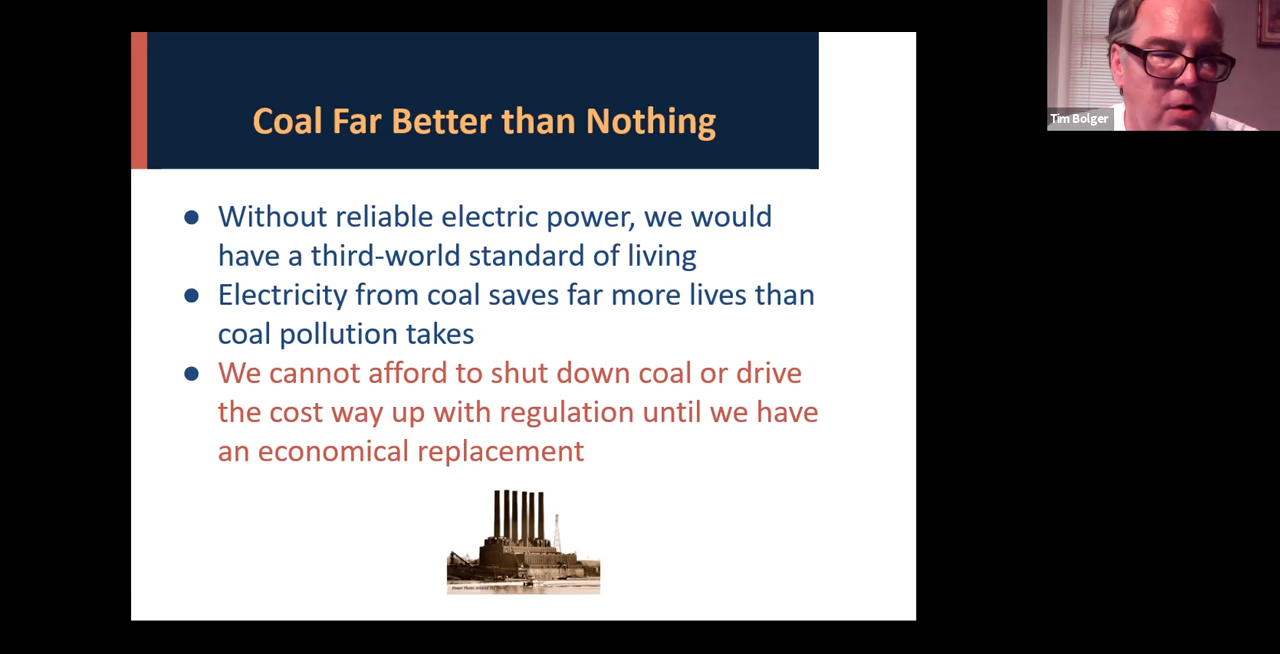 Coal Far Better than Nothing
Tim Bolger
● Without reliable electric power, we would
have a third-world standard of living
● Electricity from coal saves far more lives than
coal pollution takes
● We cannot afford to shut down coal or drive
the cost way up with regulation until we have
an economical replacement